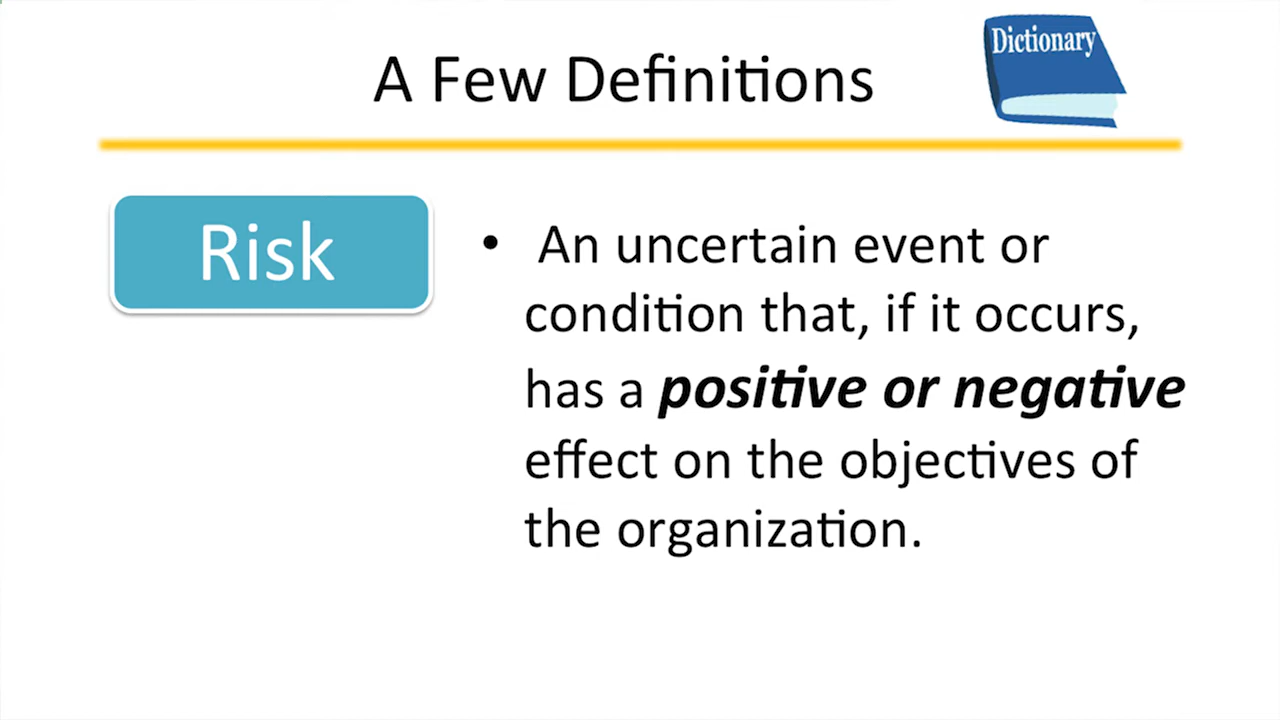 A Few Definitions
Dictionary
Risk
• An uncertain event or
condition that, if it occurs,
has a positive or negative
effect on the objectives of
the organization.